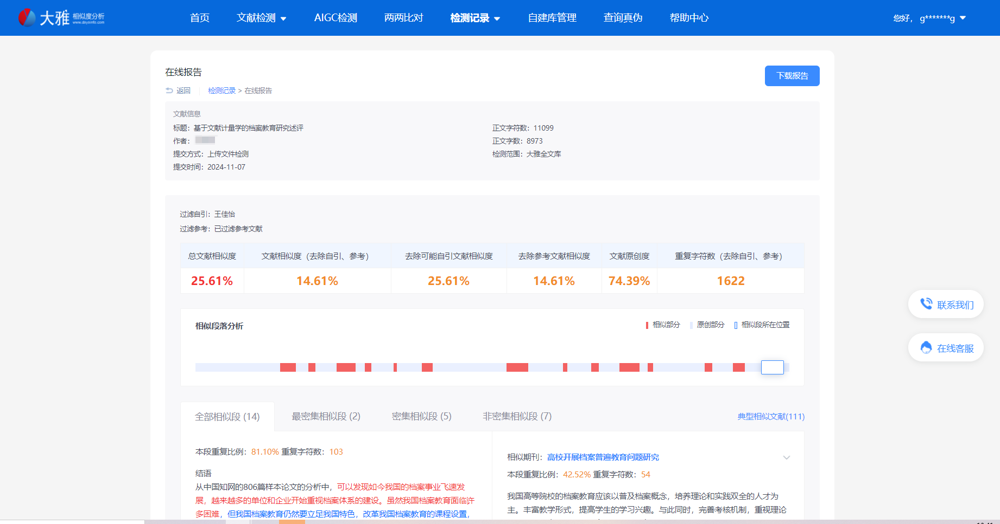 大雅 相似度分析
www.dayainfo.com
首页 文献检测 AIGC检测 两两比对 检测记录 自建库管理 查询真伪 帮助中心 您好， g*******g
在线报告
下载报告
返回 检测记录 > 在线报告
文献信息
标题：基于文献计量学的档案教育研究述评 正文字符数：11099
作者： 正文字数：8973
提交方式：上传文件检测 检测范围：大雅全文库
提交时间：2024-11-07
过滤自引：王佳怡
过滤参考：已过滤参考文献
总文献相似度 文献相似度（去除自引、参考） 去除可能自引文献相似度 去除参考文献相似度 文献原创度 重复字符数（去除自引、参考）
25.61% 14.61% 25.61% 14.61% 74.39% 1622
联系我们
在线客服
相似段落分析 相似部分 原创部分 相似段所在位置
全部相似段 (14) 最密集相似段 (2) 密集相似段 (5) 非密集相似段 (7) 典型相似文献(111)
本段重复比例：81.10% 重复字符数：103
结语
从中国知网的806篇样本论文的分析中，可以发现如今我国的档案事业飞速发
展，越来越多的单位和企业开始重视档案体系的建设。虽然我国档案教育面临许
多困难，但我国档案教育仍然要立足我国特色，改革我国档案教育的课程设置，
相似期刊：高校开展档案普遍教育问题研究
本段重复比例：42.52% 重复字符数：54
我国高等院校的档案教育应该以普及档案概念，培养理论和实践双全的人才为
主。丰富教学形式，提高学生的学习兴趣。与此同时，完善考核机制，重视理论